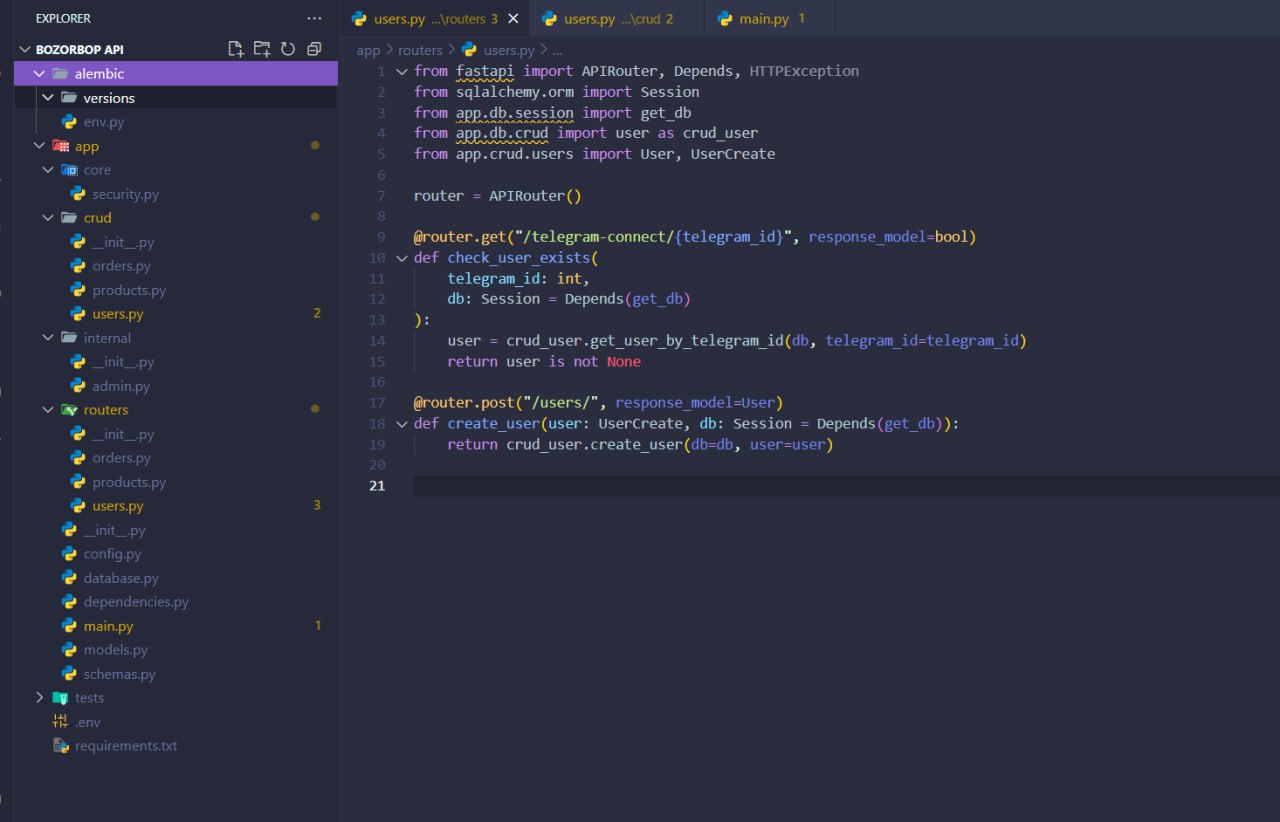 EXPLORER ...
BOZORBOP API
alembic
versions
env.py
app
core
security.py
crud
__init__.py
orders.py
products.py
users.py 2
internal
__init__.py
admin.py
routers
__init__.py
orders.py
products.py
users.py 3
__init__.py
config.py
database.py
dependencies.py
main.py 1
models.py
schemas.py
tests
.env
requirements.txt
users.py ...\routers 3
users.py ...\crud 2
main.py 1
app > routers > users.py > ...
1 from fastapi import APIRouter, Depends, HTTPException
2 from sqlalchemy.orm import Session
3 from app.db.session import get_db
4 from app.db.crud import user as crud_user
5 from app.crud.users import User, UserCreate
6
7 router = APIRouter()
8
9 @router.get("/telegram-connect/{telegram_id}", response_model=bool)
10 def check_user_exists(
11 telegram_id: int,
12 db: Session = Depends(get_db)
13 ):
14 user = crud_user.get_user_by_telegram_id(db, telegram_id=telegram_id)
15 return user is not None
16
17 @router.post("/users/", response_model=User)
18 def create_user(user: UserCreate, db: Session = Depends(get_db)):
19 return crud_user.create_user(db=db, user=user)
20
21